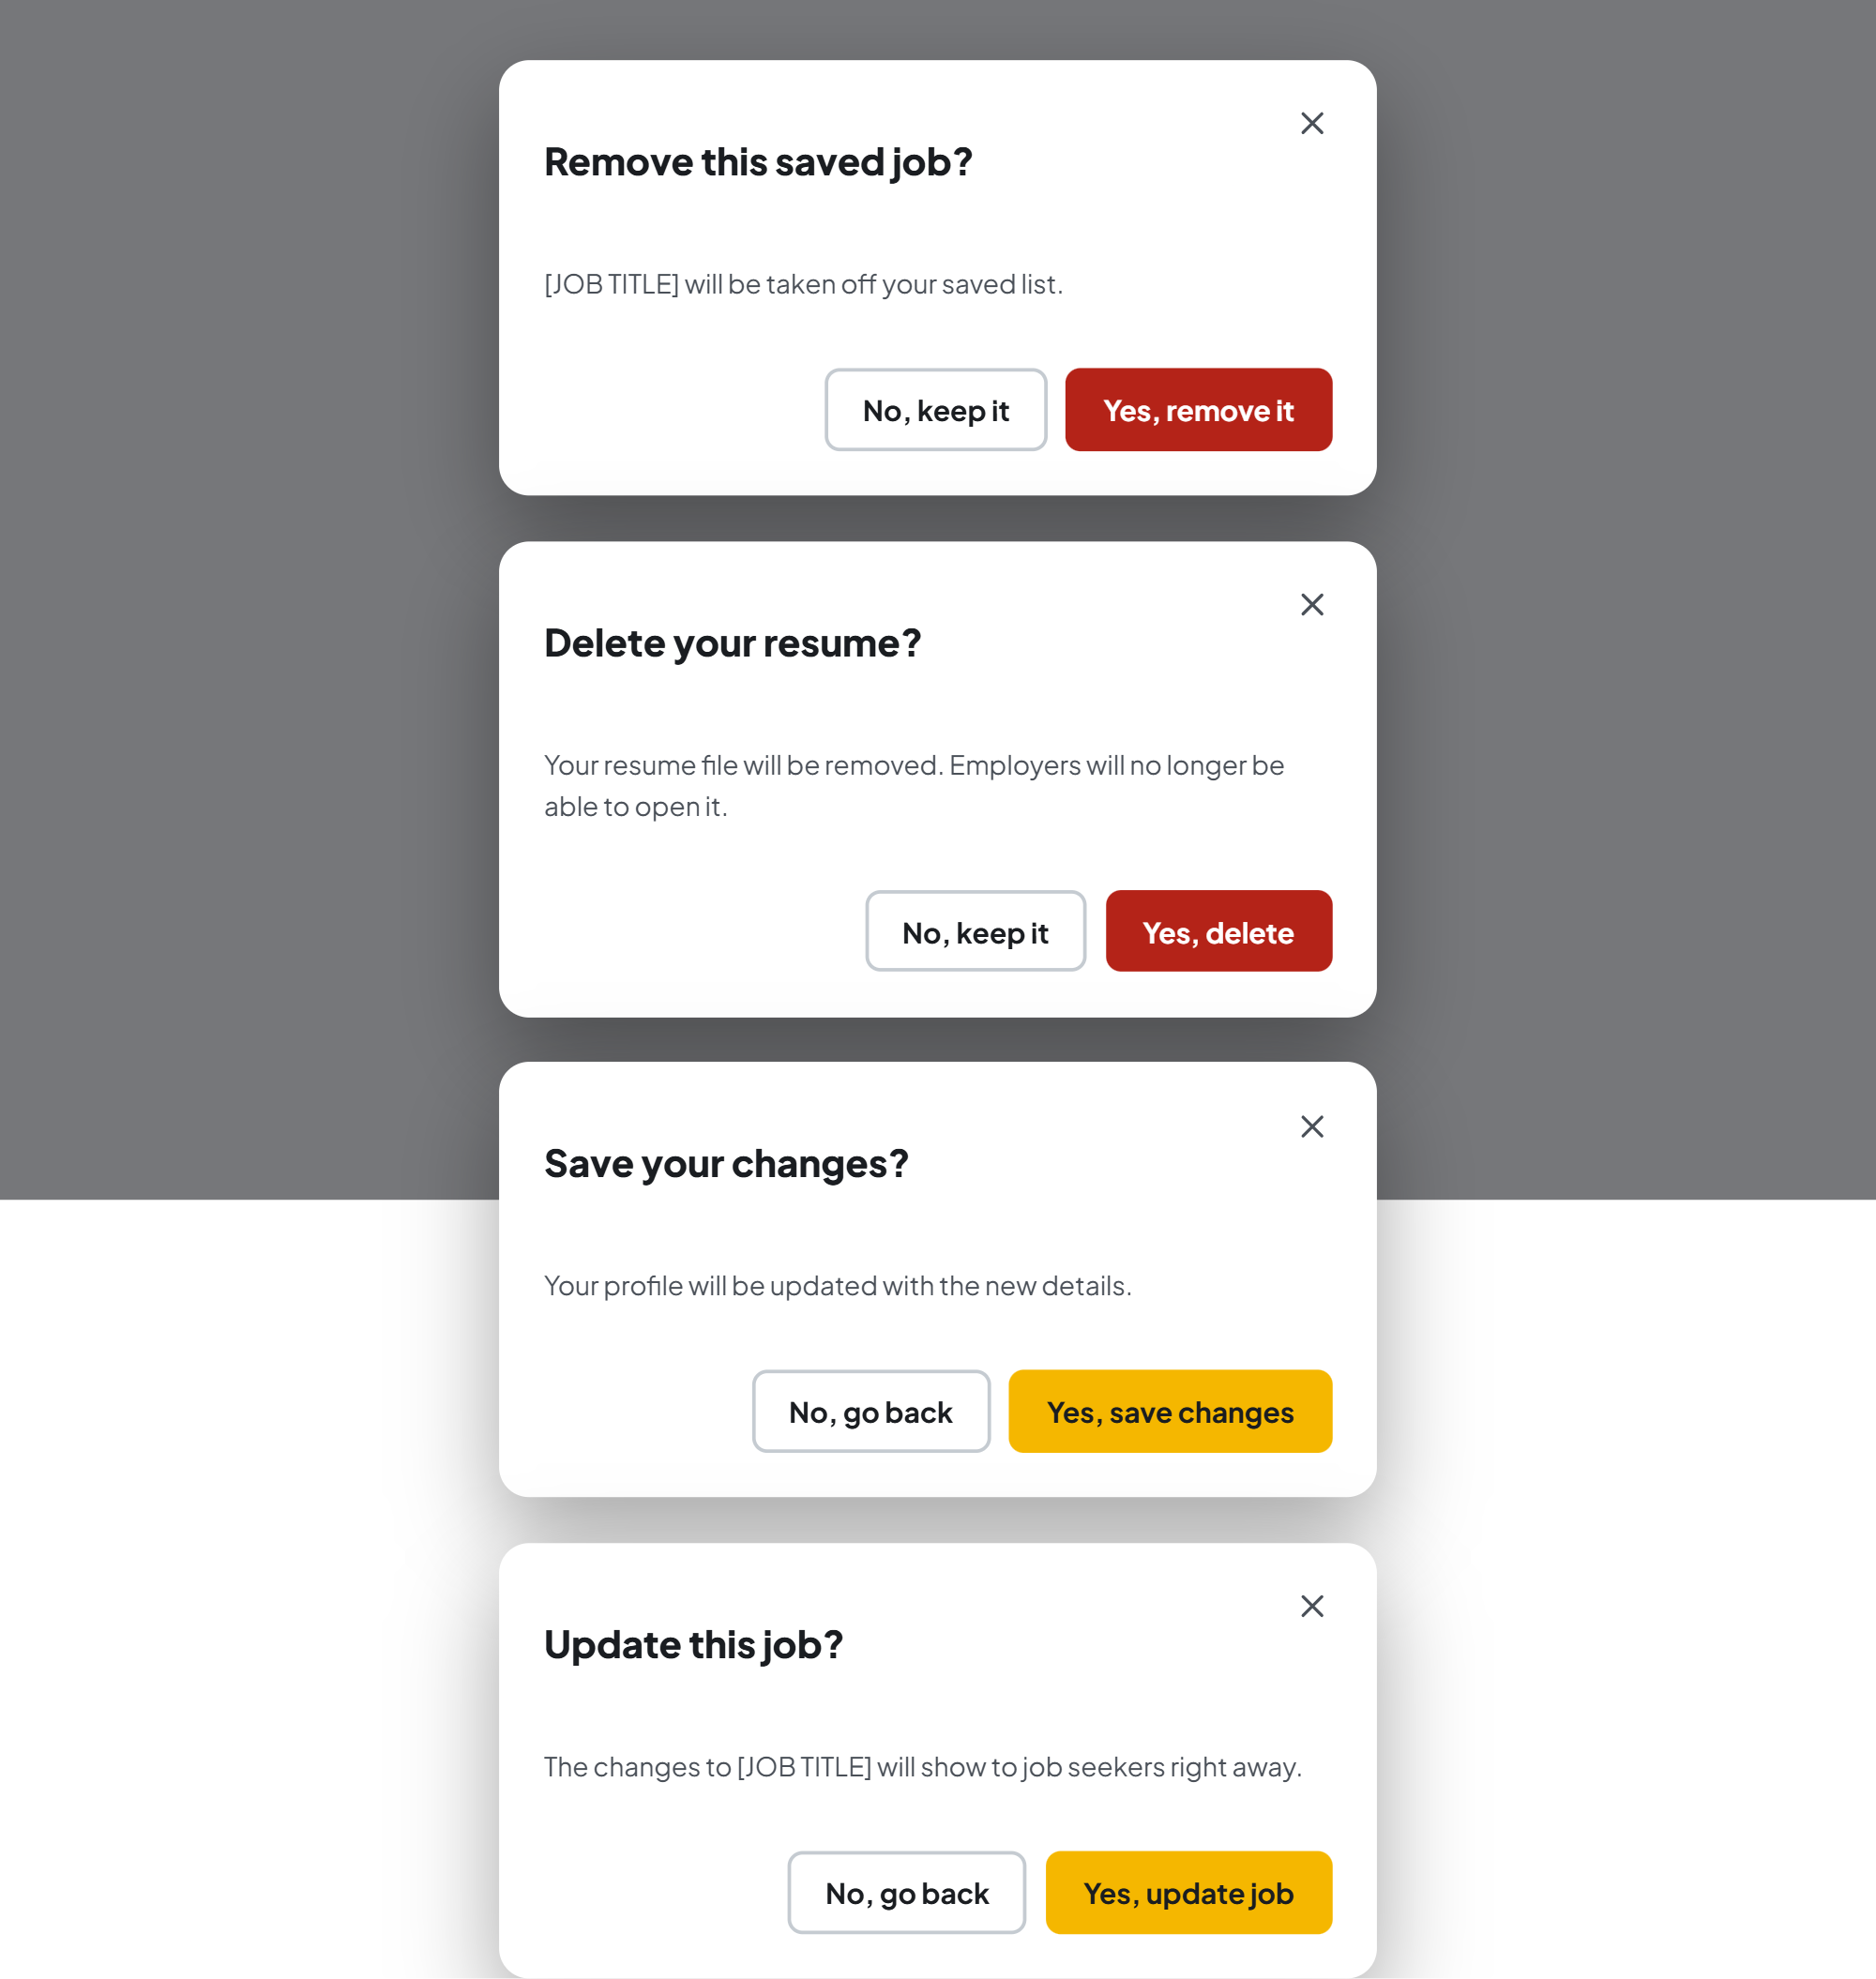 Remove this saved job?
[JOB TITLE] will be taken off your saved list.
No, keep it
Yes, remove it
Delete your resume?
Your resume file will be removed. Employers will no longer be
able to open it.
No, keep it
Yes, delete
Save your changes?
Your profile will be updated with the new details.
No, go back
Yes, save changes
Update this job?
The changes to [JOB TITLE] will show to job seekers right away.
No, go back
Yes, update job